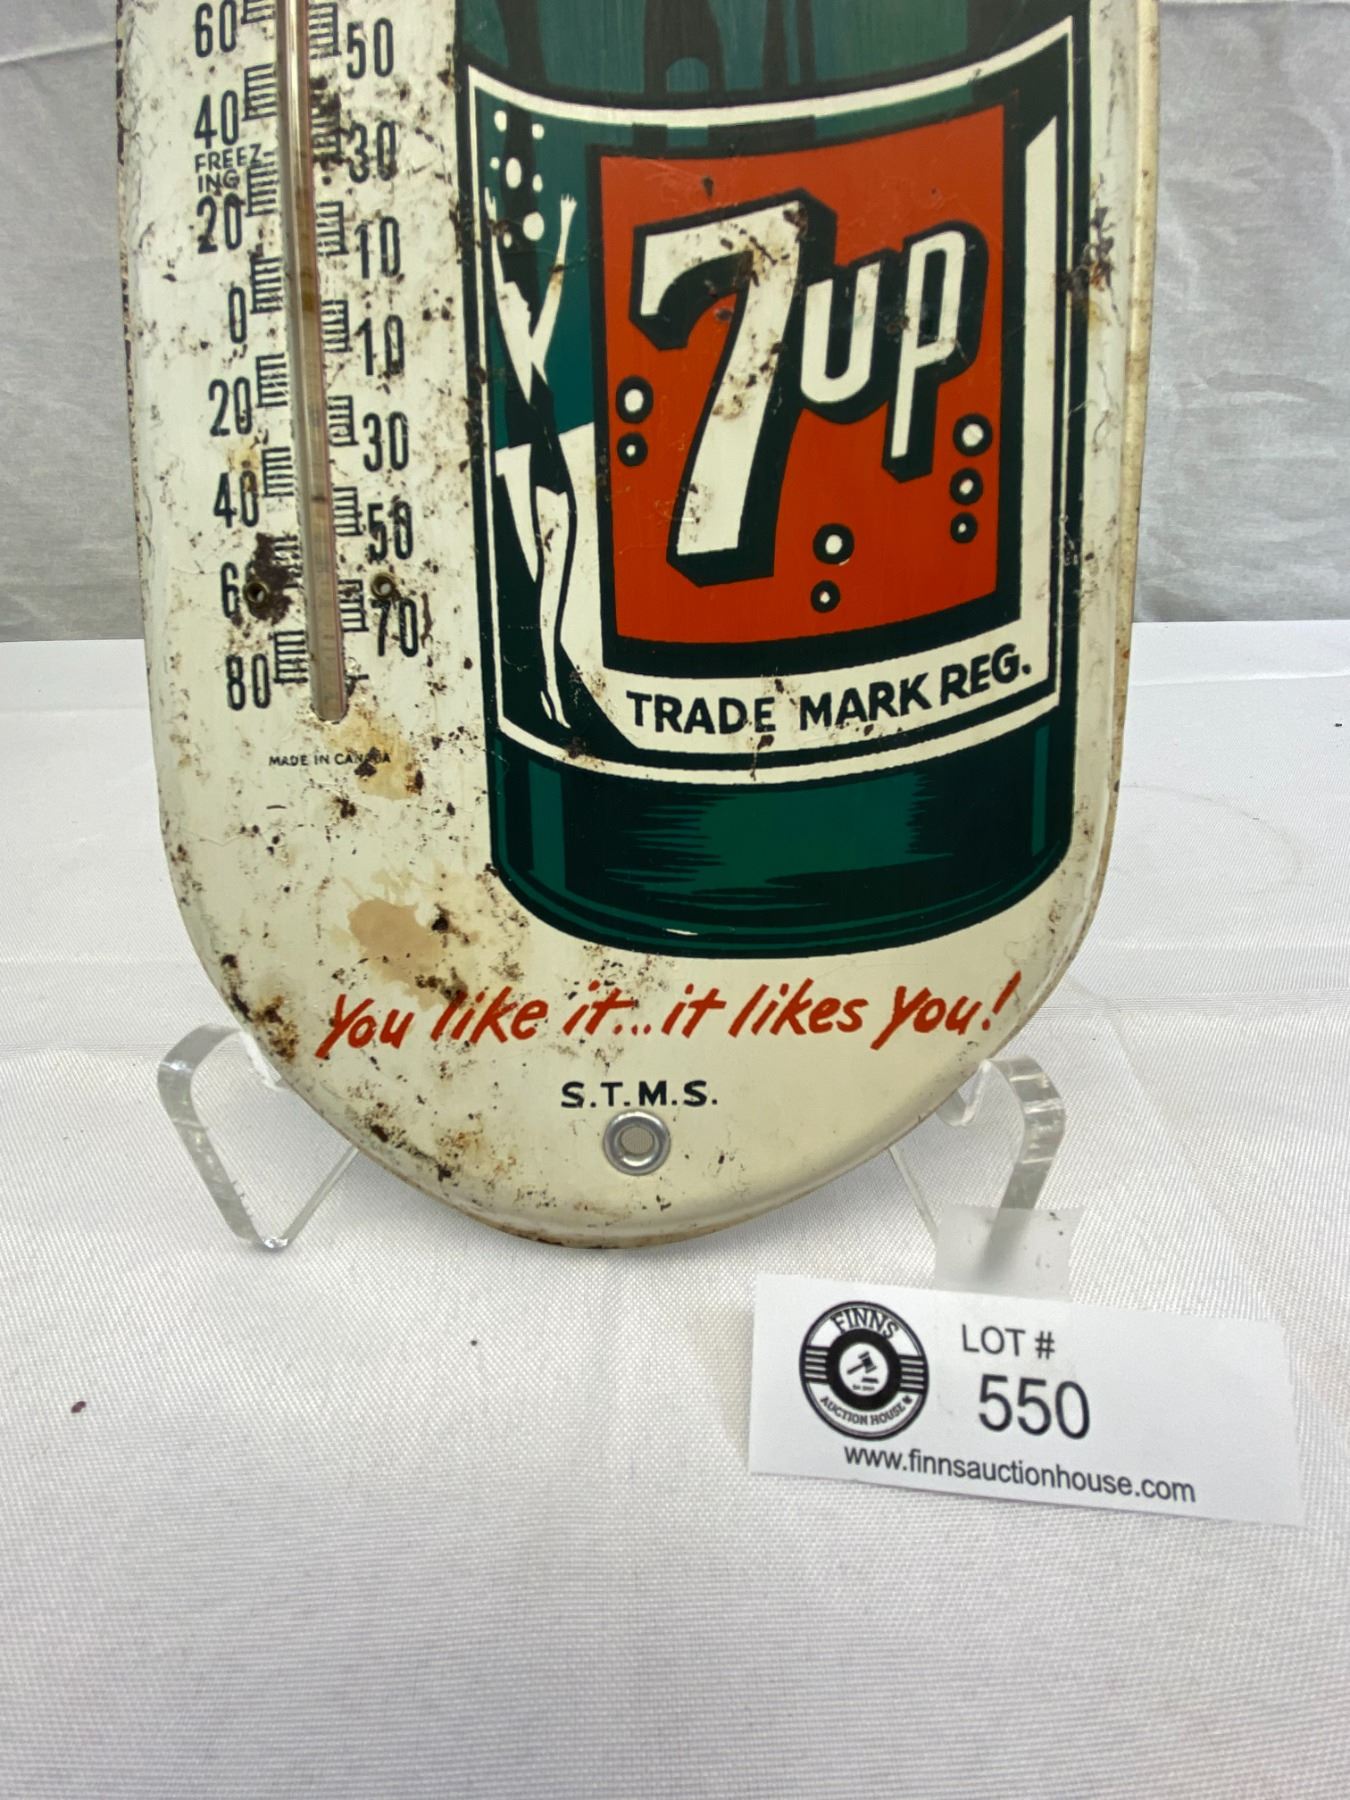 60
50
40
FREEZ-
ING
30
20
10
0
10
20
30
40
50
60
70
80
MADE IN CANADA
7up
TRADE MARK REG.
You like it...it likes you!
S.T.M.S.
FINNS
AUCTION HOUSE
LOT #
550
www.finnsauctionhouse.com